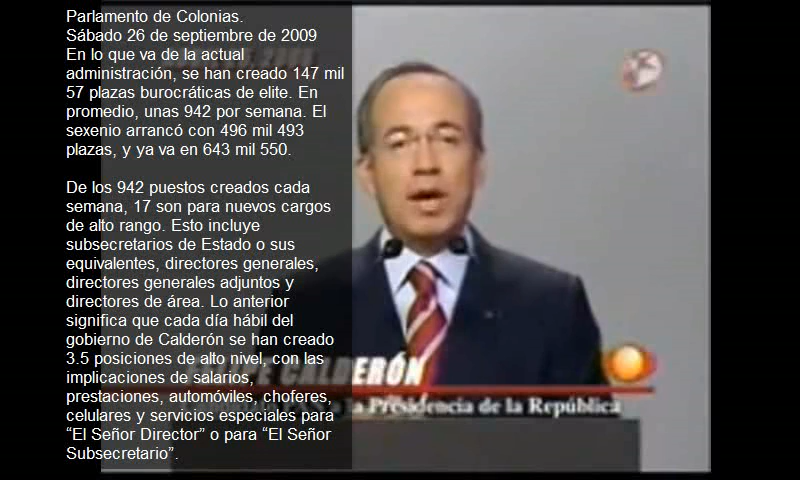 Parlamento de Colonias.
Sábado 26 de septiembre de 2009
En lo que va de la actual
administración, se han creado 147 mil
57 plazas burocráticas de elite. En
promedio, unas 942 por semana. El
sexenio arrancó con 496 mil 493
plazas, y ya va en 643 mil 550.
De los 942 puestos creados cada
semana, 17 son para nuevos cargos
de alto rango. Esto incluye
subsecretarios de Estado o sus
equivalentes, directores generales,
directores generales adjuntos y
directores de área. Lo anterior
significa que cada día hábil del
gobierno de Calderón se han creado
3.5 posiciones de alto nivel, con las
implicaciones de salarios,
prestaciones, automóviles, choferes,
celulares y servicios especiales para
“El Señor Director” o para “El Señor
Subsecretario”.
CALDERÓN
a la Presidencia de la República